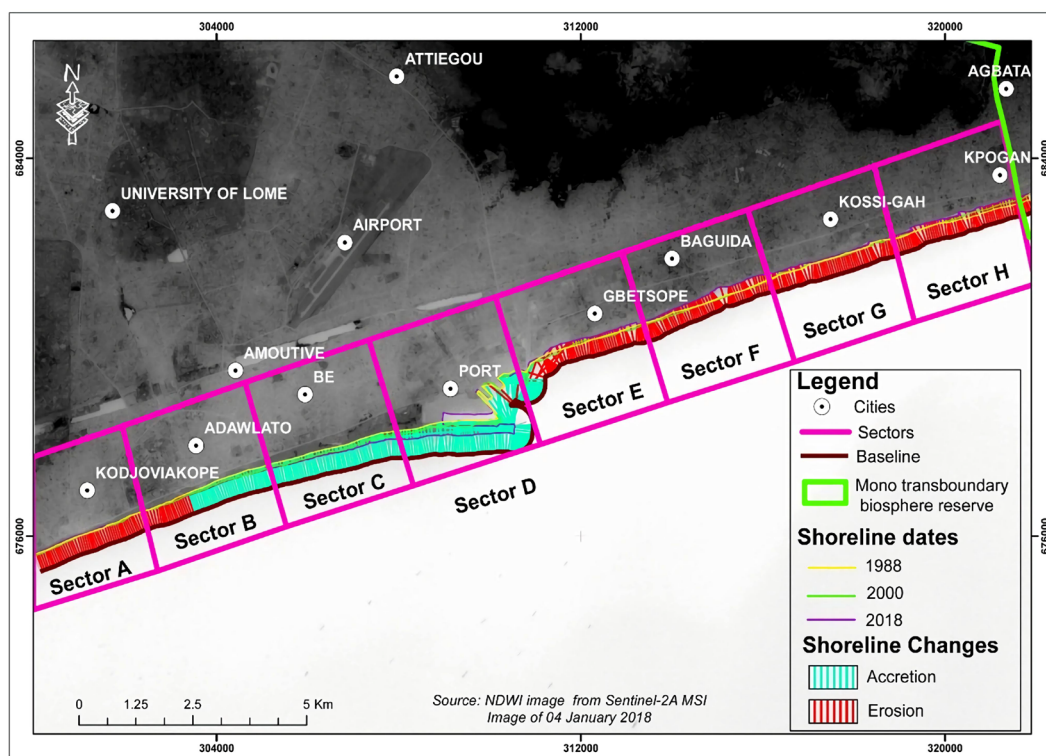 304000
312000
320000
N
ATTIEGOU
AGBATA
684000
684000
KPOGAN
UNIVERSITY OF LOME
AIRPORT
KOSSI-GAH
BAGUIDA
GBETSOPE
AMOUTIVE
BE
PORT
ADAWLATO
KODJOVIAKOPE
Sector A
Sector B
Sector C
Sector D
Sector E
Sector F
Sector G
Sector H
676000
676000
Legend
Cities
Sectors
Baseline
Mono transboundary
biosphere reserve
Shoreline dates
1988
2000
2018
Shoreline Changes
Accretion
Erosion
0 1.25 2.5 5 Km
Source: NDWI image from Sentinel-2A MSI
Image of 04 January 2018
304000
312000
320000